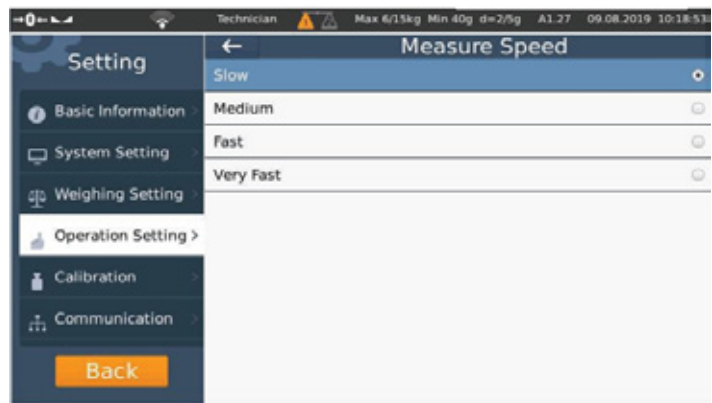 →0← Technician Max 6/15kg Min 40g d=2/5g A1.27 09.08.2019 10:18:53
Setting
← Measure Speed
Slow
Medium
Fast
Very Fast
Basic Information >
System Setting >
Weighing Setting >
Operation Setting >
Calibration >
Communication >
Back